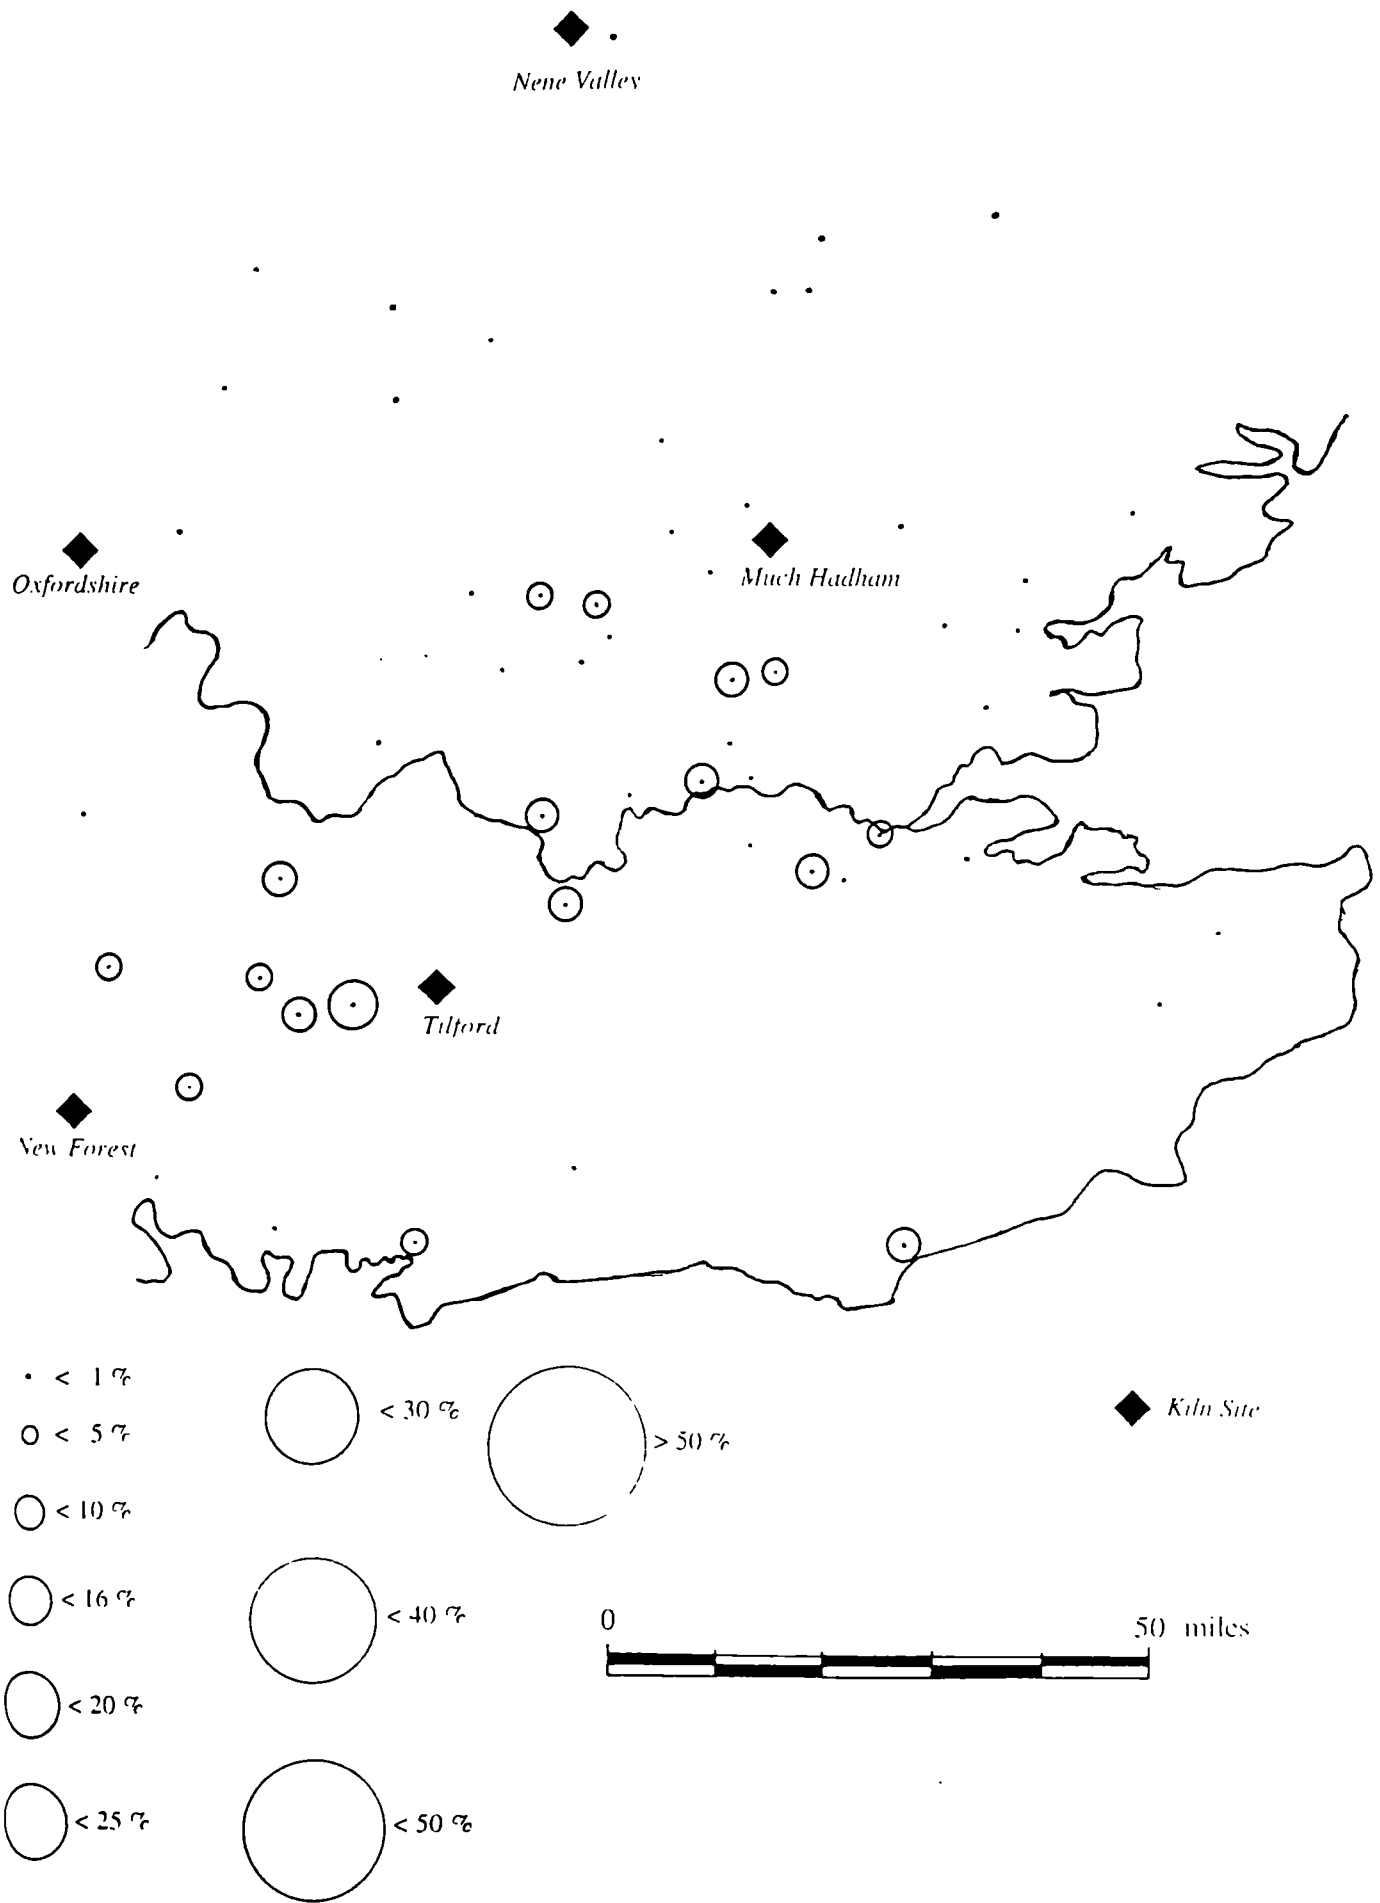 Nene Valley
Oxfordshire
Much Hadham
Tilford
New Forest
< 1 %
< 5 %
< 10 %
< 16 %
< 20 %
< 25 %
< 30 %
< 40 %
< 50 %
> 50 %
Kiln Site
0 50 miles